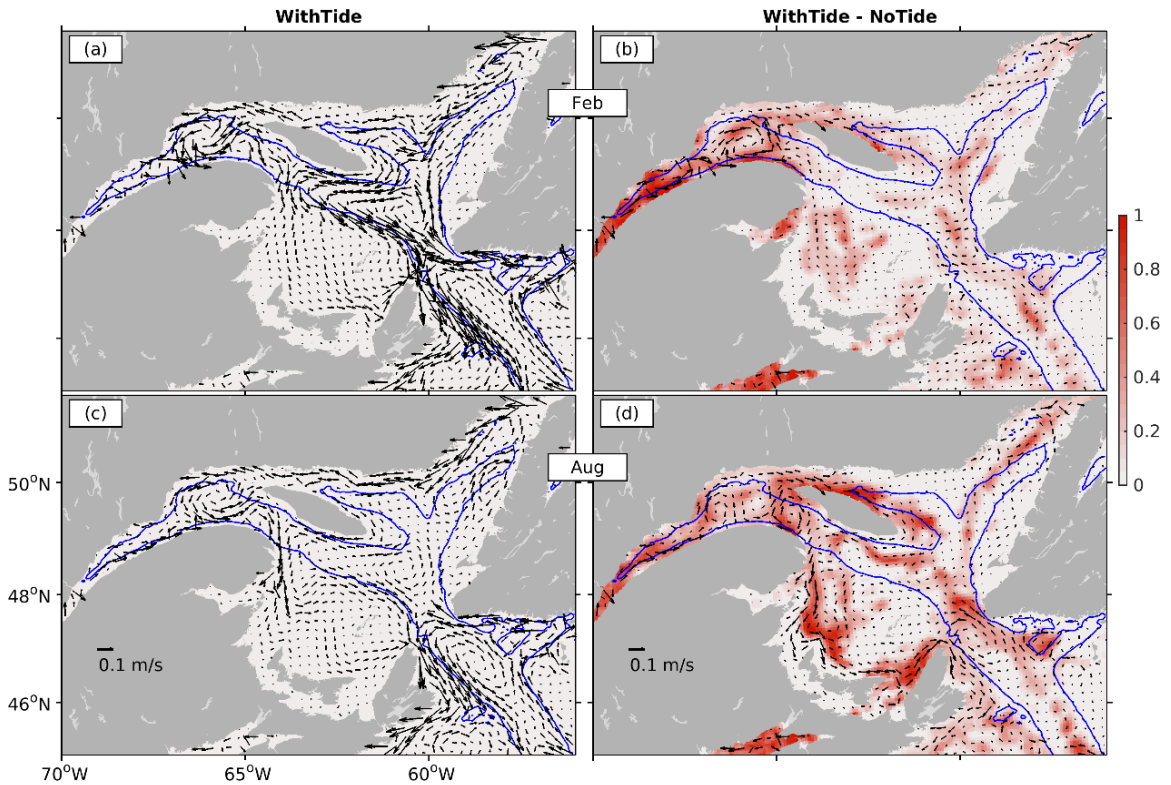 WithTide
WithTide - NoTide
(a)
(b)
Feb
1
0.8
0.6
0.4
0.2
0
(c)
(d)
Aug
50°N
48°N
46°N
0.1 m/s
0.1 m/s
70°W
65°W
60°W